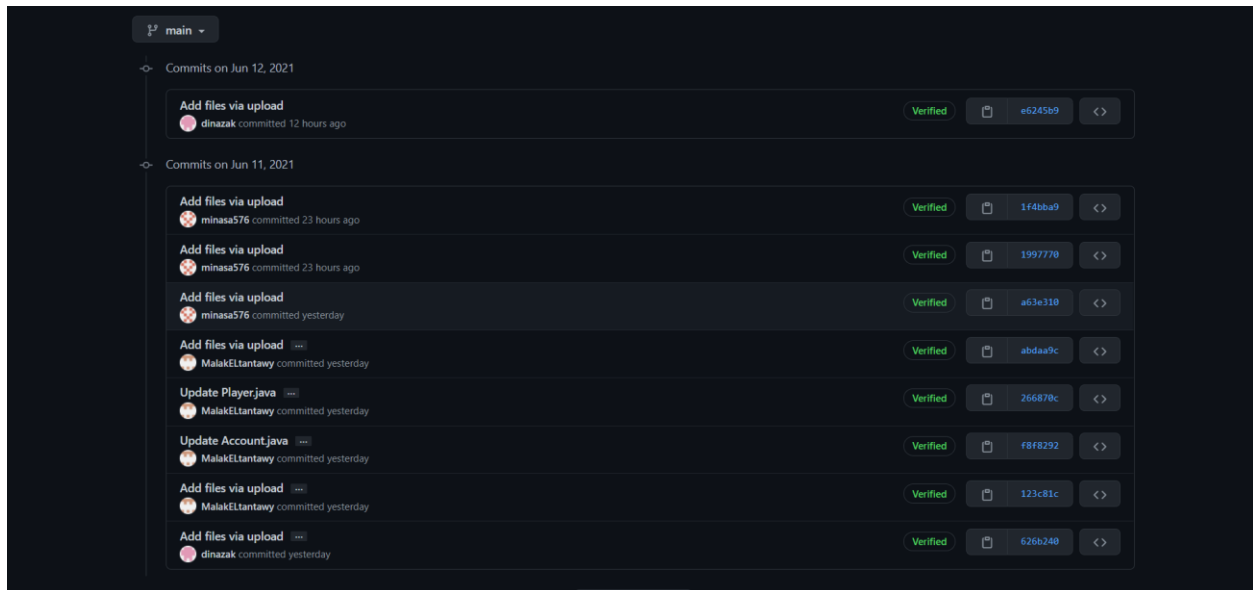 main
Commits on Jun 12, 2021
Add files via upload
Verified e6245b9
dinazak committed 12 hours ago
Commits on Jun 11, 2021
Add files via upload
Verified 1f4bba9
minasa576 committed 23 hours ago
Add files via upload
Verified 1997770
minasa576 committed 23 hours ago
Add files via upload
Verified a63e310
minasa576 committed yesterday
Add files via upload ...
Verified abdaa9c
MalakELtantawy committed yesterday
Update Player.java ...
Verified 266870c
MalakELtantawy committed yesterday
Update Account.java ...
Verified f8f8292
MalakELtantawy committed yesterday
Add files via upload ...
Verified 123c81c
MalakELtantawy committed yesterday
Add files via upload ...
Verified 626b240
dinazak committed yesterday